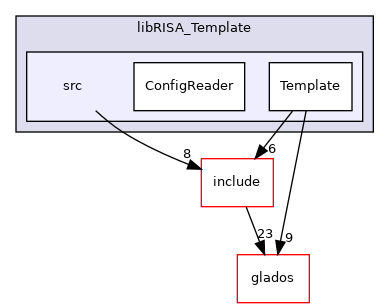 libRISA_Template
src
ConfigReader
Template
8
6
include
23
9
glados